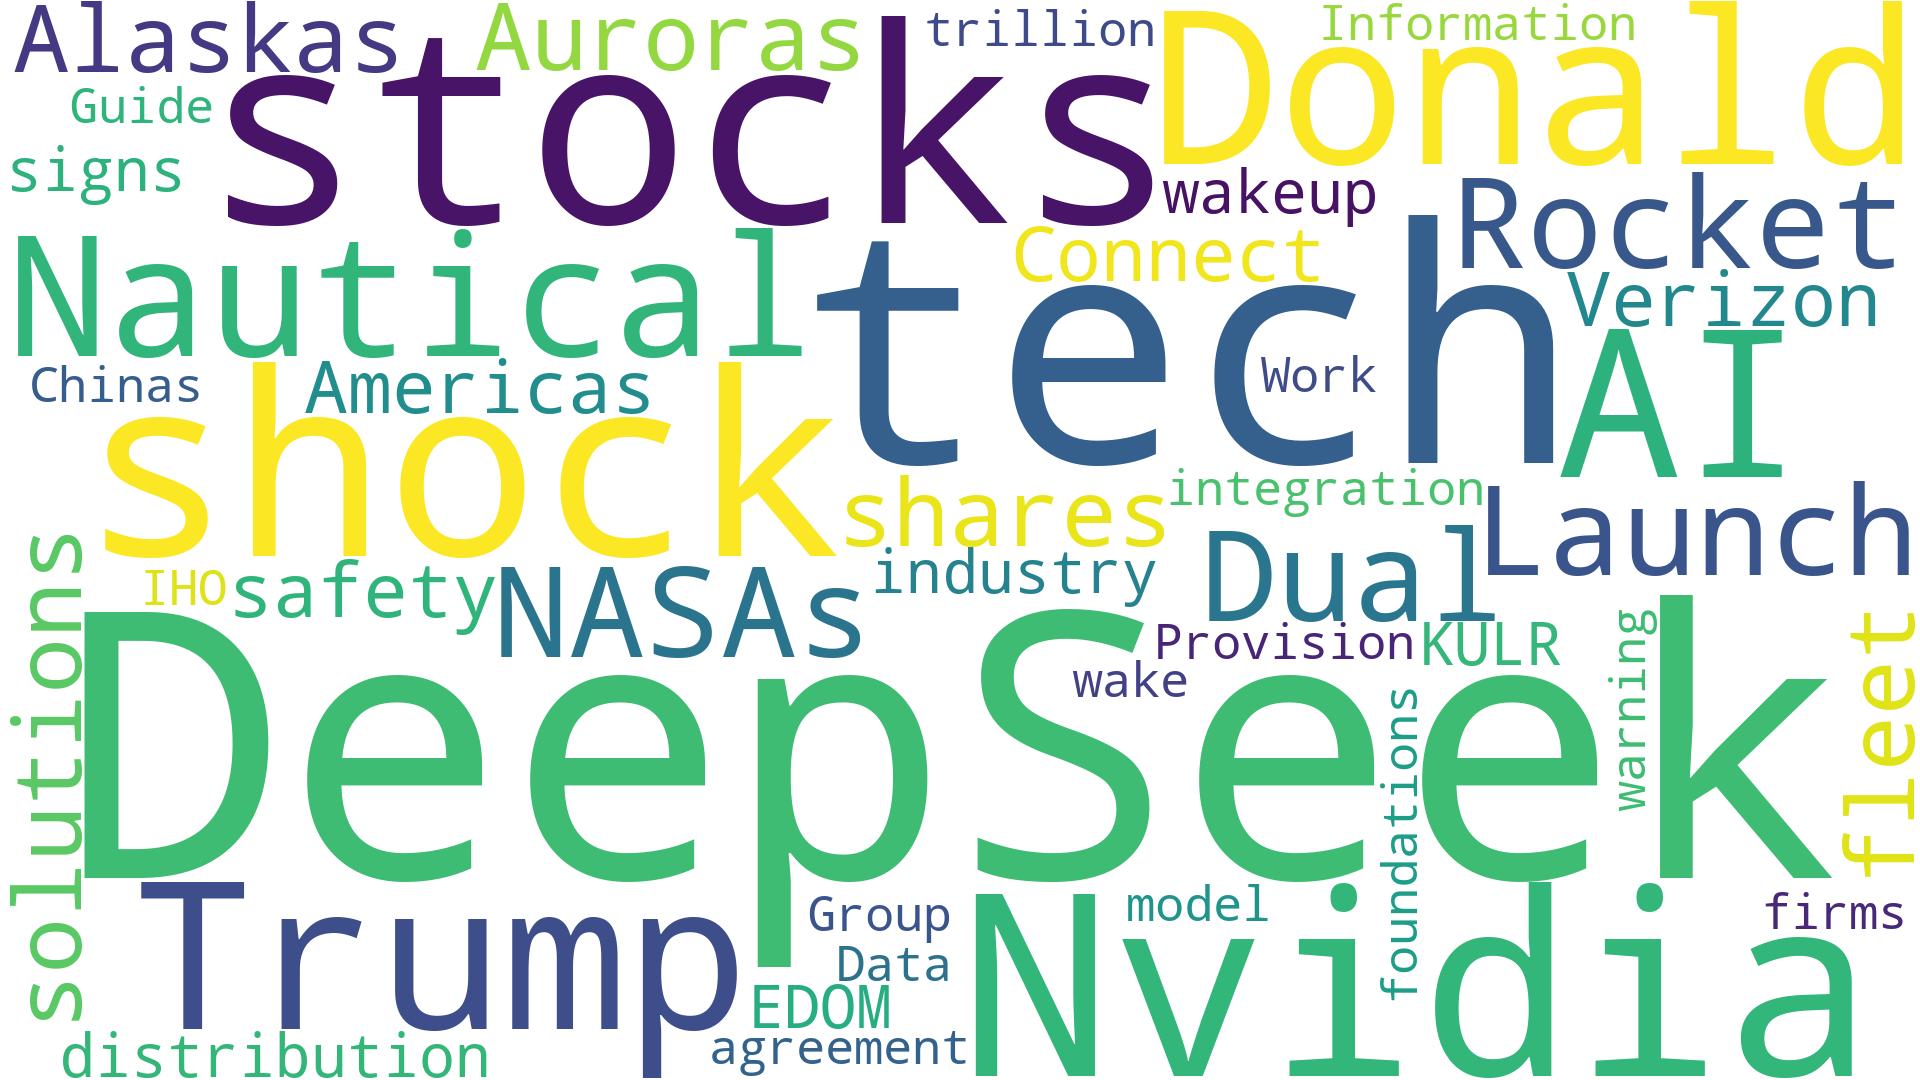 Alaskas
Auroras
trillion
Information
Donald
stocks
Guide
signs
wakeup
Rocket
Connect
Nautical
tech
Verizon
AI
Chinas
Americas
Work
shock
shares
integration
Launch
Dual
industry
IHO
safety
NASAs
solutions
DeepSeek
Provision
KULR
wake
warning
fleet
foundations
Trump
Group
model
Nvidia
firms
Data
EDOM
distribution
agreement